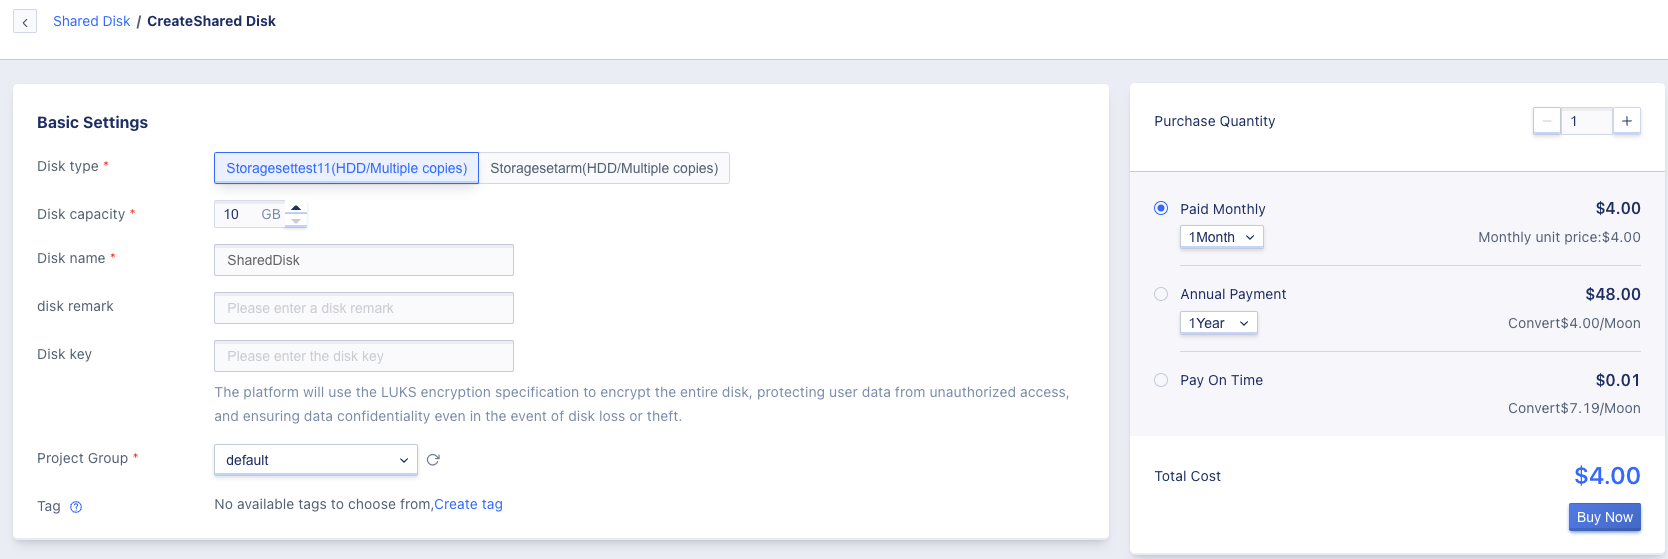 Shared Disk / CreateShared Disk
Basic Settings
Disk type *
Storagesettest11(HDD/Multiple copies)
Storagesetarm(HDD/Multiple copies)
Disk capacity *
10 GB
Disk name *
SharedDisk
disk remark
Please enter a disk remark
Disk key
Please enter the disk key
The platform will use the LUKS encryption specification to encrypt the entire disk, protecting user data from unauthorized access,
and ensuring data confidentiality even in the event of disk loss or theft.
Project Group *
default
Tag ?
No available tags to choose from,Create tag
Purchase Quantity
1
Paid Monthly
$4.00
1Month
Monthly unit price:$4.00
Annual Payment
$48.00
1Year
Convert$4.00/Moon
Pay On Time
$0.01
Convert$7.19/Moon
Total Cost
$4.00
Buy Now